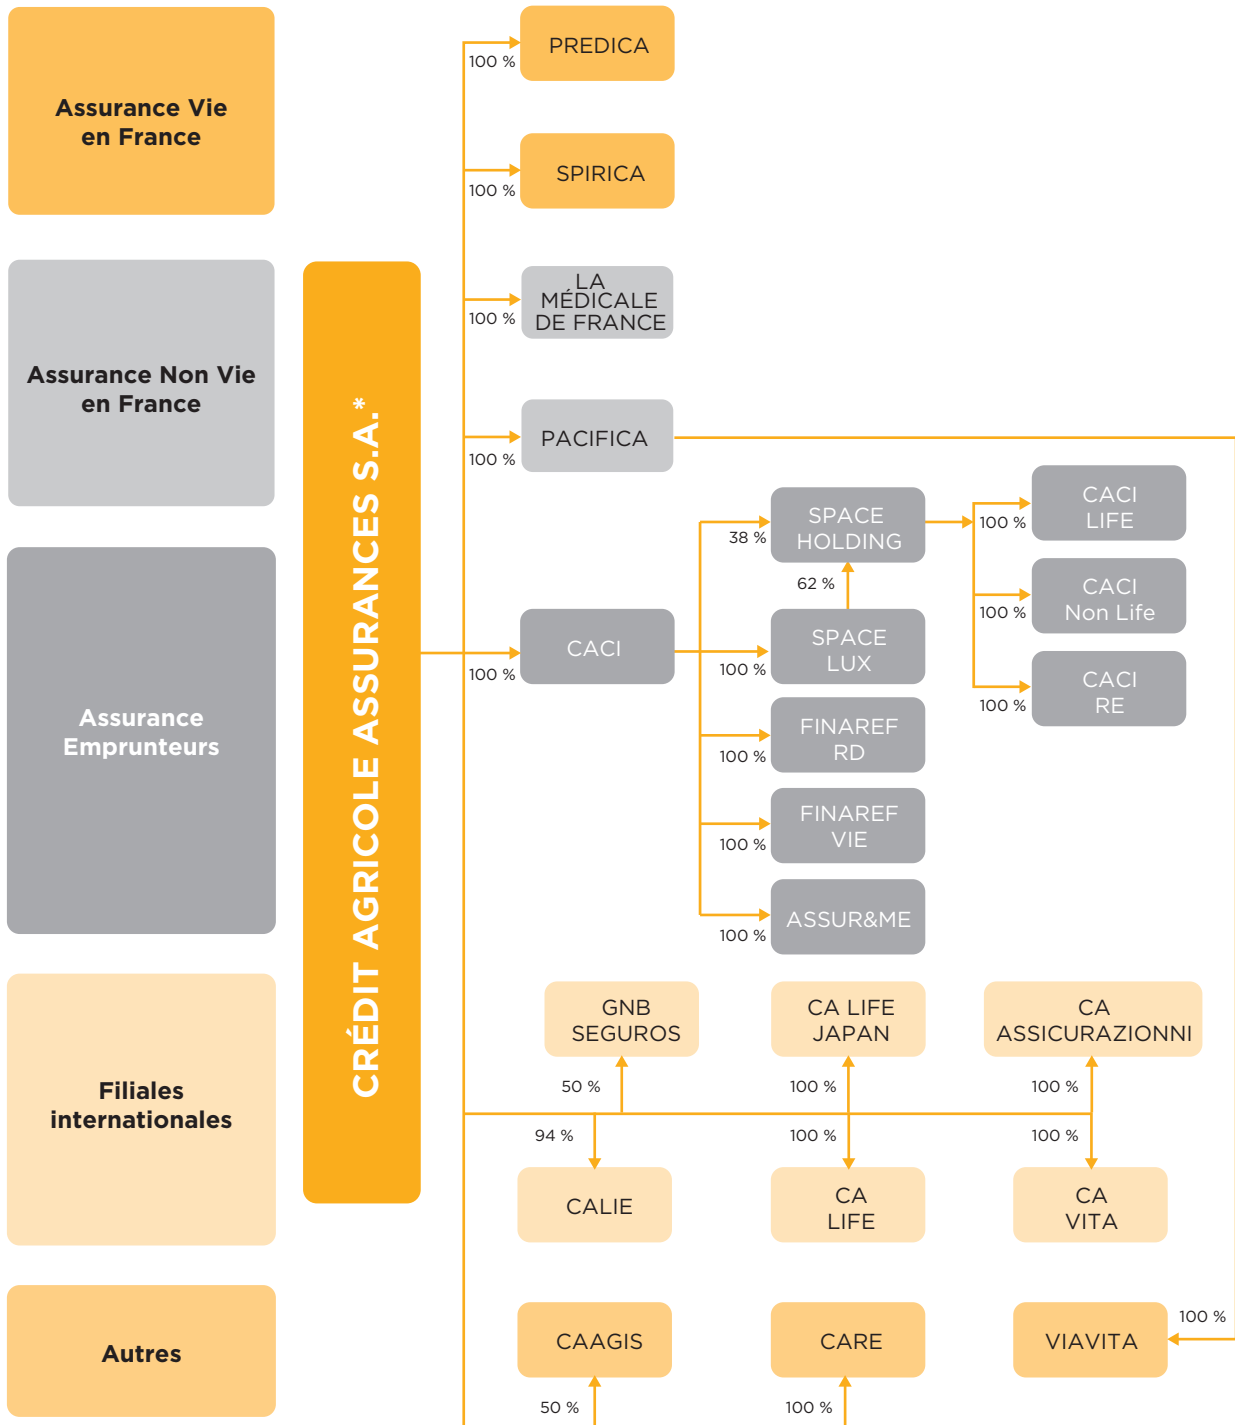 Assurance Vie
en France
Assurance Non Vie
en France
Assurance
Emprunteurs
Filiales
internationales
Autres
CRÉDIT AGRICOLE ASSURANCES S.A.*
PREDICA
100 %
SPIRICA
100 %
LA
MÉDICALE
DE FRANCE
100 %
PACIFICA
100 %
CACI
100 %
SPACE
HOLDING
38 %
62 %
SPACE
LUX
100 %
FINAREF
RD
100 %
FINAREF
VIE
100 %
ASSUR&ME
100 %
CACI
LIFE
100 %
CACI
Non Life
100 %
CACI
RE
100 %
GNB
SEGUROS
CA LIFE
JAPAN
CA
ASSICURAZIONNI
50 %
100 %
100 %
94 %
100 %
100 %
CALIE
CA
LIFE
CA
VITA
CAAGIS
CARE
VIAVITA
100 %
50 %
100 %